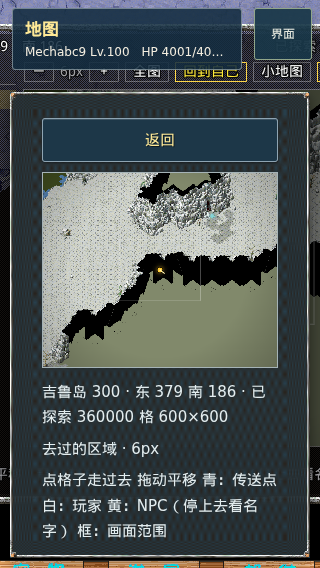 地图
Mechabc9 Lv.100 HP 4001/40...
界面
9
— 6px + 全图 回到自己 小地图
返回
吉鲁岛 300 · 东 379 南 186 · 已
探索 360000 格 600×600
去过的区域 · 6px
点格子走过去 拖动平移 青：传送点
白：玩家 黄：NPC（停上去看名
字） 框：画面范围